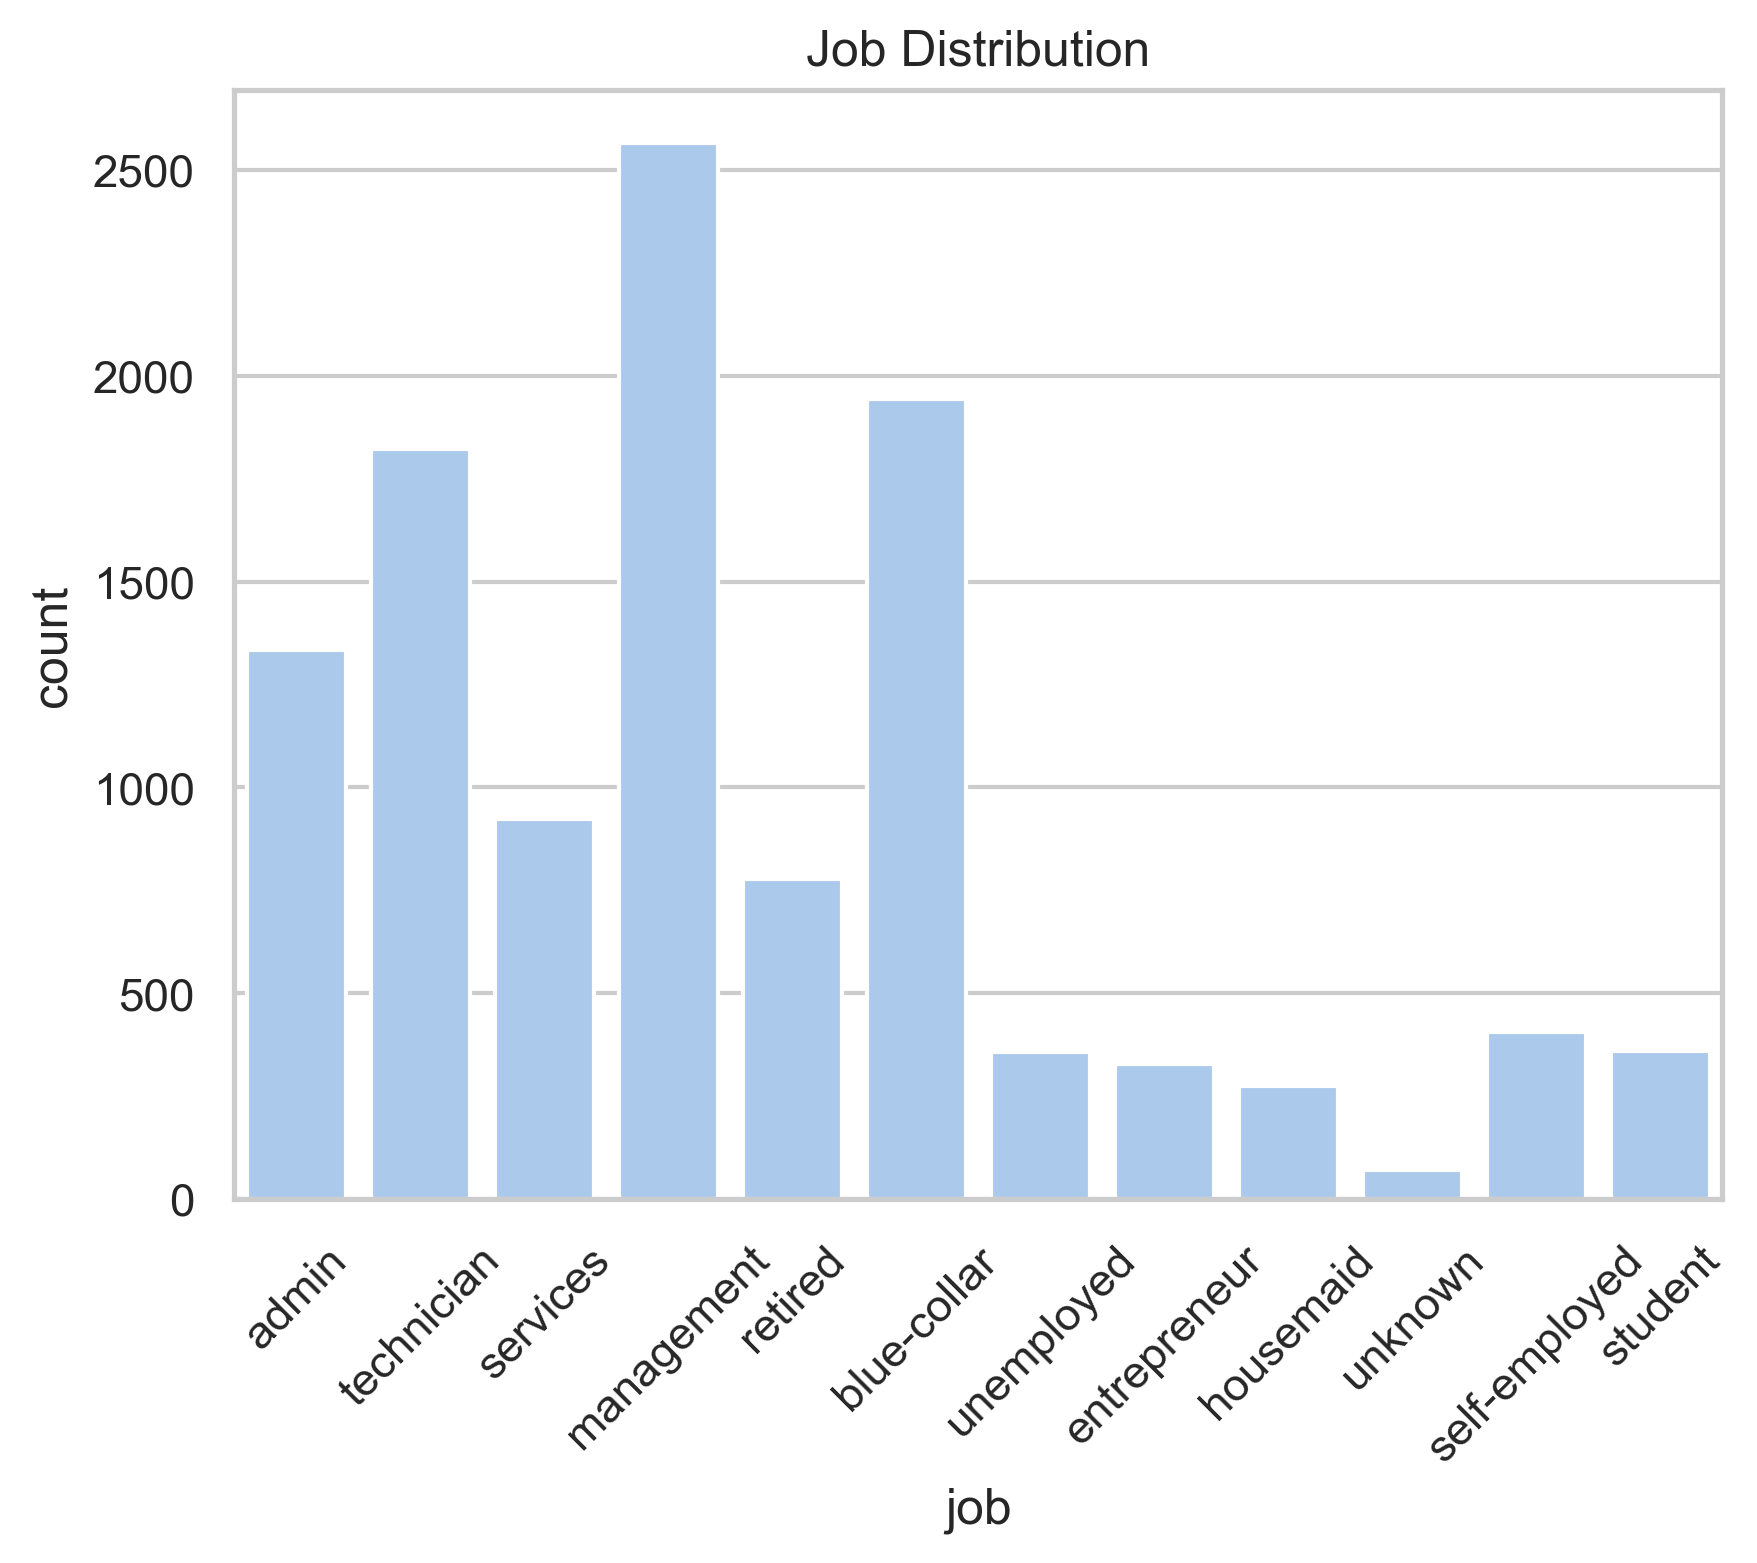 Job Distribution
2500
2000
1500
1000
500
0
count
admin
technician
services
management
retired
blue-collar
unemployed
entrepreneur
housemaid
unknown
self-employed
student
job